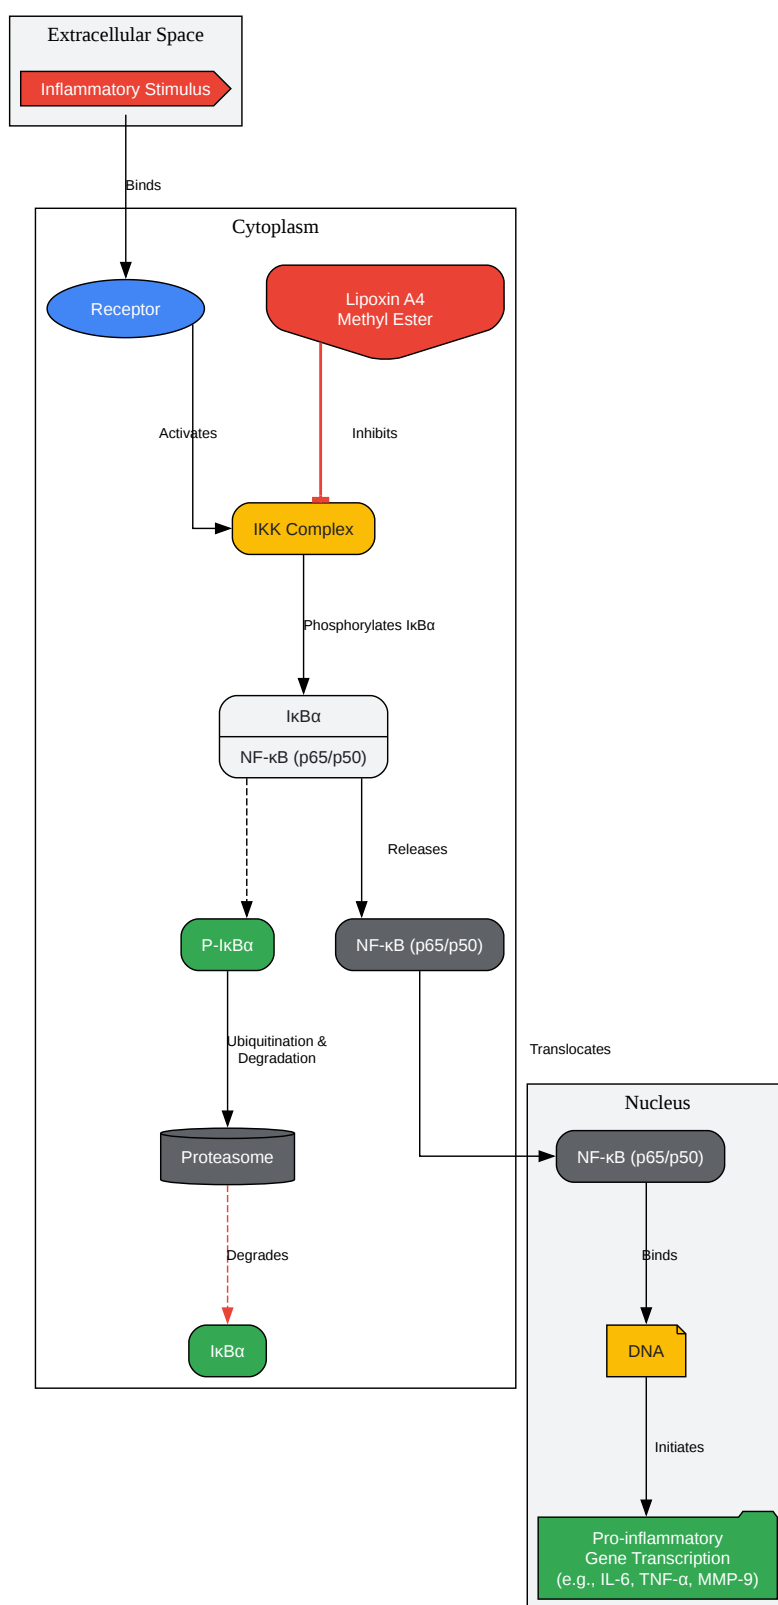 Extracellular Space
Inflammatory Stimulus
Binds
Cytoplasm
Receptor
Lipoxin A4
Methyl Ester
Activates
Inhibits
IKK Complex
Phosphorylates IκBα
IκBα
NF-κB (p65/p50)
Releases
P-IκBα
NF-κB (p65/p50)
Ubiquitination &
Degradation
Translocates
Nucleus
Proteasome
NF-κB (p65/p50)
Degrades
Binds
IκBα
DNA
Initiates
Pro-inflammatory
Gene Transcription
(e.g., IL-6, TNF-α, MMP-9)